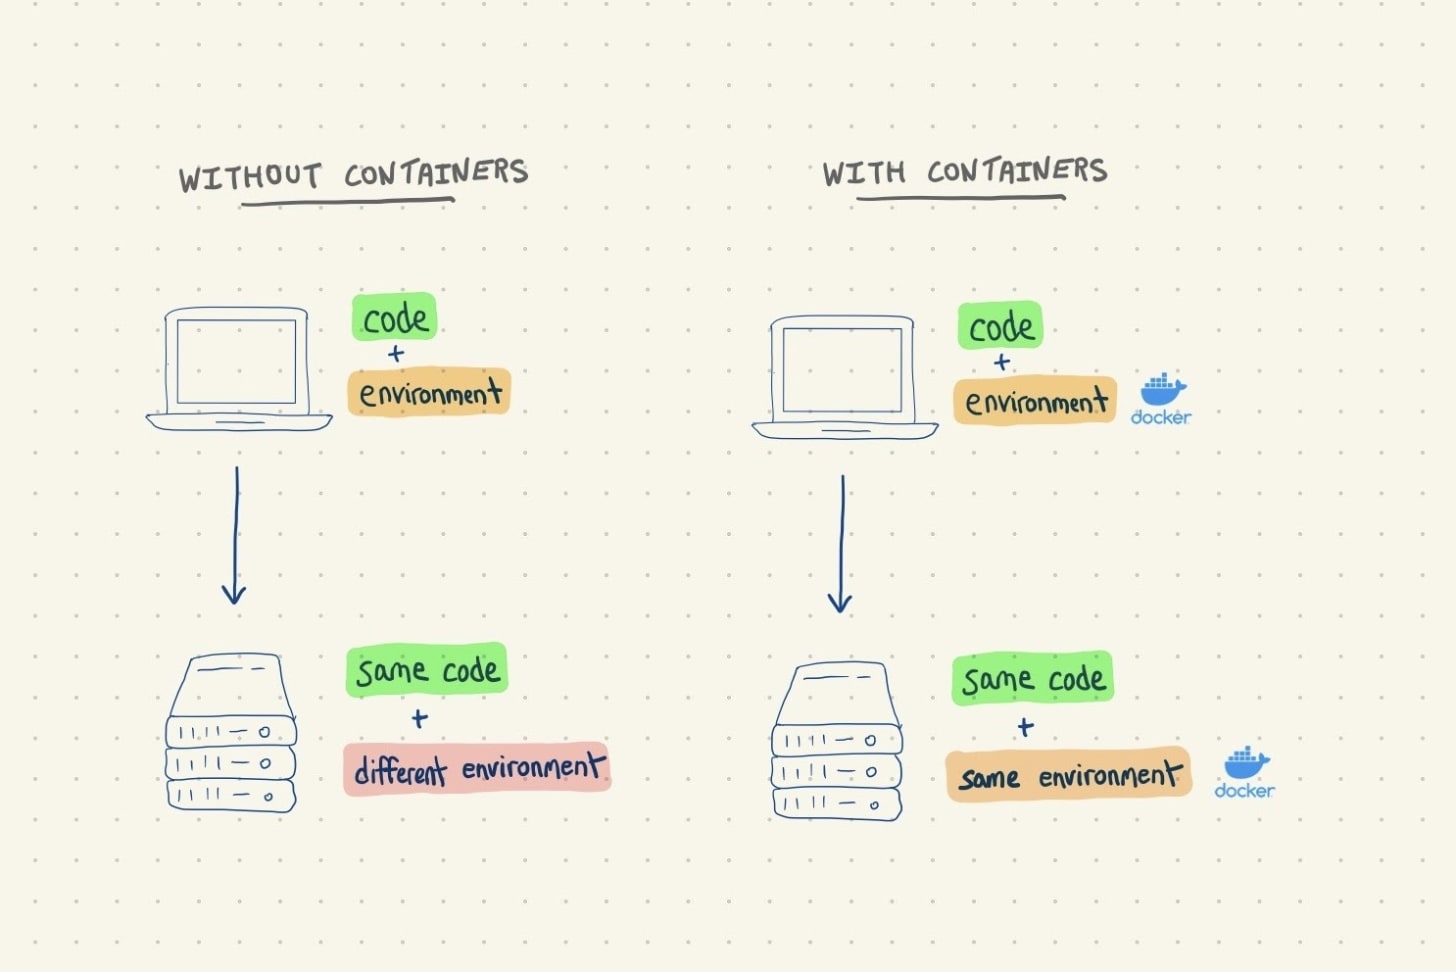 WITHOUT CONTAINERS
code
+
environment
same code
+
different environment
WITH CONTAINERS
code
+
environment
docker
same code
+
same environment
docker